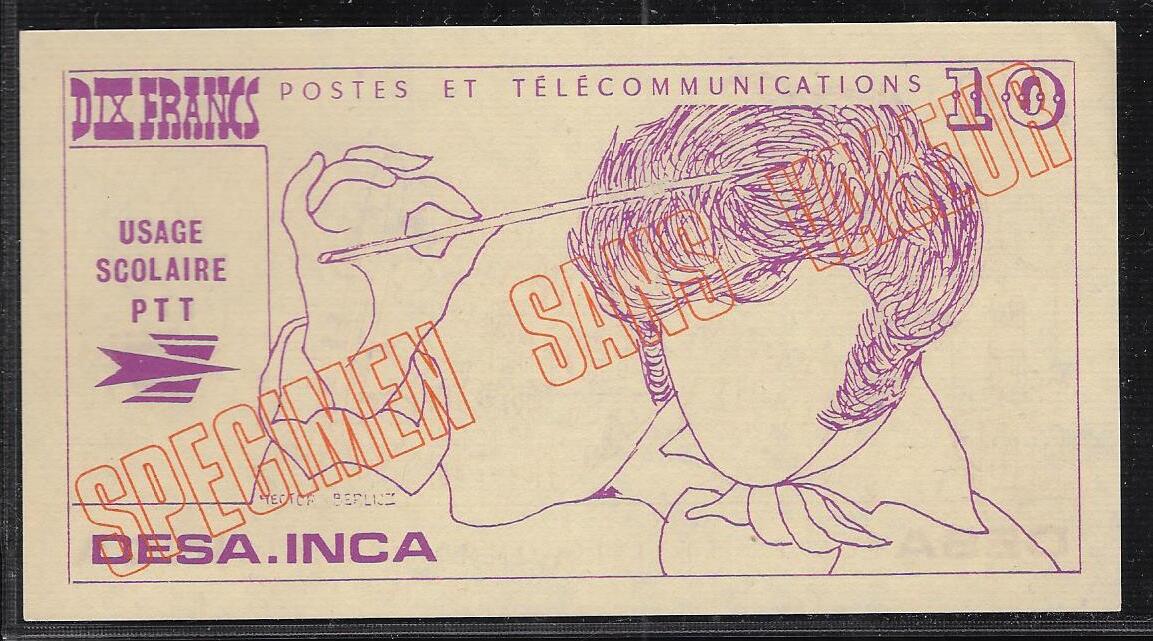 DIX FRANCS
POSTES ET TÉLÉCOMMUNICATIONS
10
USAGE
SCOLAIRE
PTT
SPECIMEN SANS VALEUR
HECTOR BERLIOZ
DESA.INCA